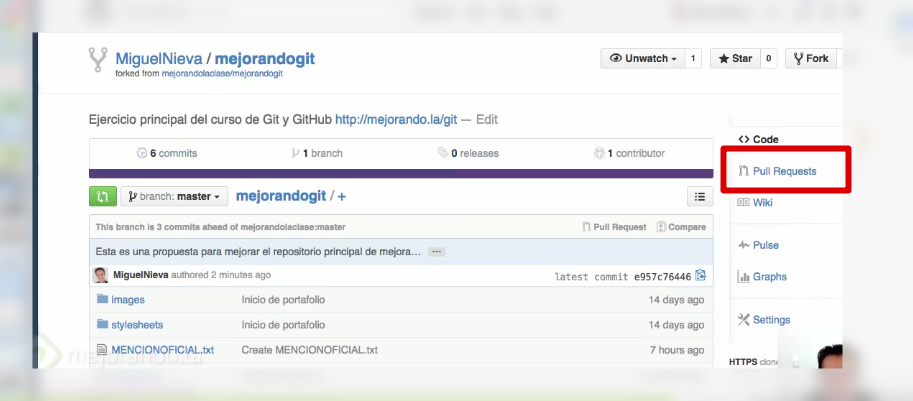 MiguelNieva / mejorandogit
forked from mejorandolaclase/mejorandogit
Unwatch 1 Star 0 Fork
Ejercicio principal del curso de Git y GitHub http://mejorando.la/git — Edit
6 commits 1 branch 0 releases 1 contributor
<> Code
Pull Requests
Wiki
Pulse
Graphs
Settings
HTTPS clone
branch: master mejorandogit / +
This branch is 3 commits ahead of mejorandolaclase:master Pull Request Compare
Esta es una propuesta para mejorar el repositorio principal de mejora… ...
MiguelNieva authored 2 minutes ago latest commit e957c76446
images Inicio de portafolio 14 days ago
stylesheets Inicio de portafolio 14 days ago
MENCIONOFICIAL.txt Create MENCIONOFICIAL.txt 7 hours ago
mejorando.la